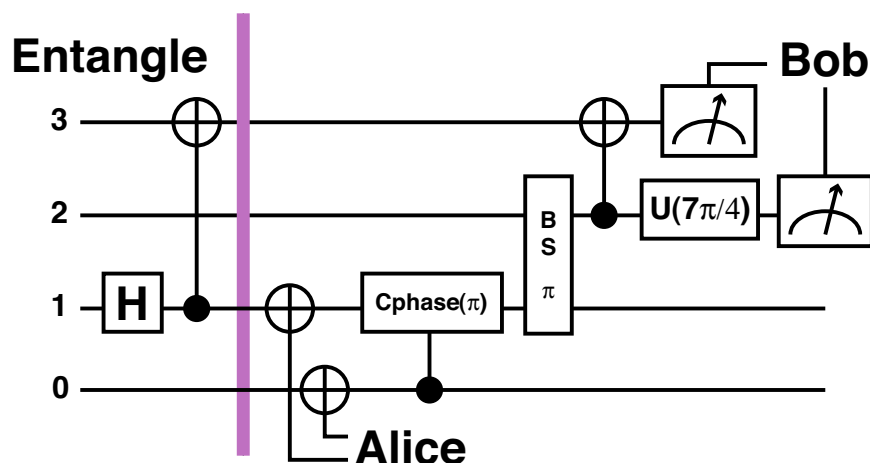 Entangle
Bob
3
2
B
S
π
U(7π/4)
1
H
Cphase(π)
0
Alice